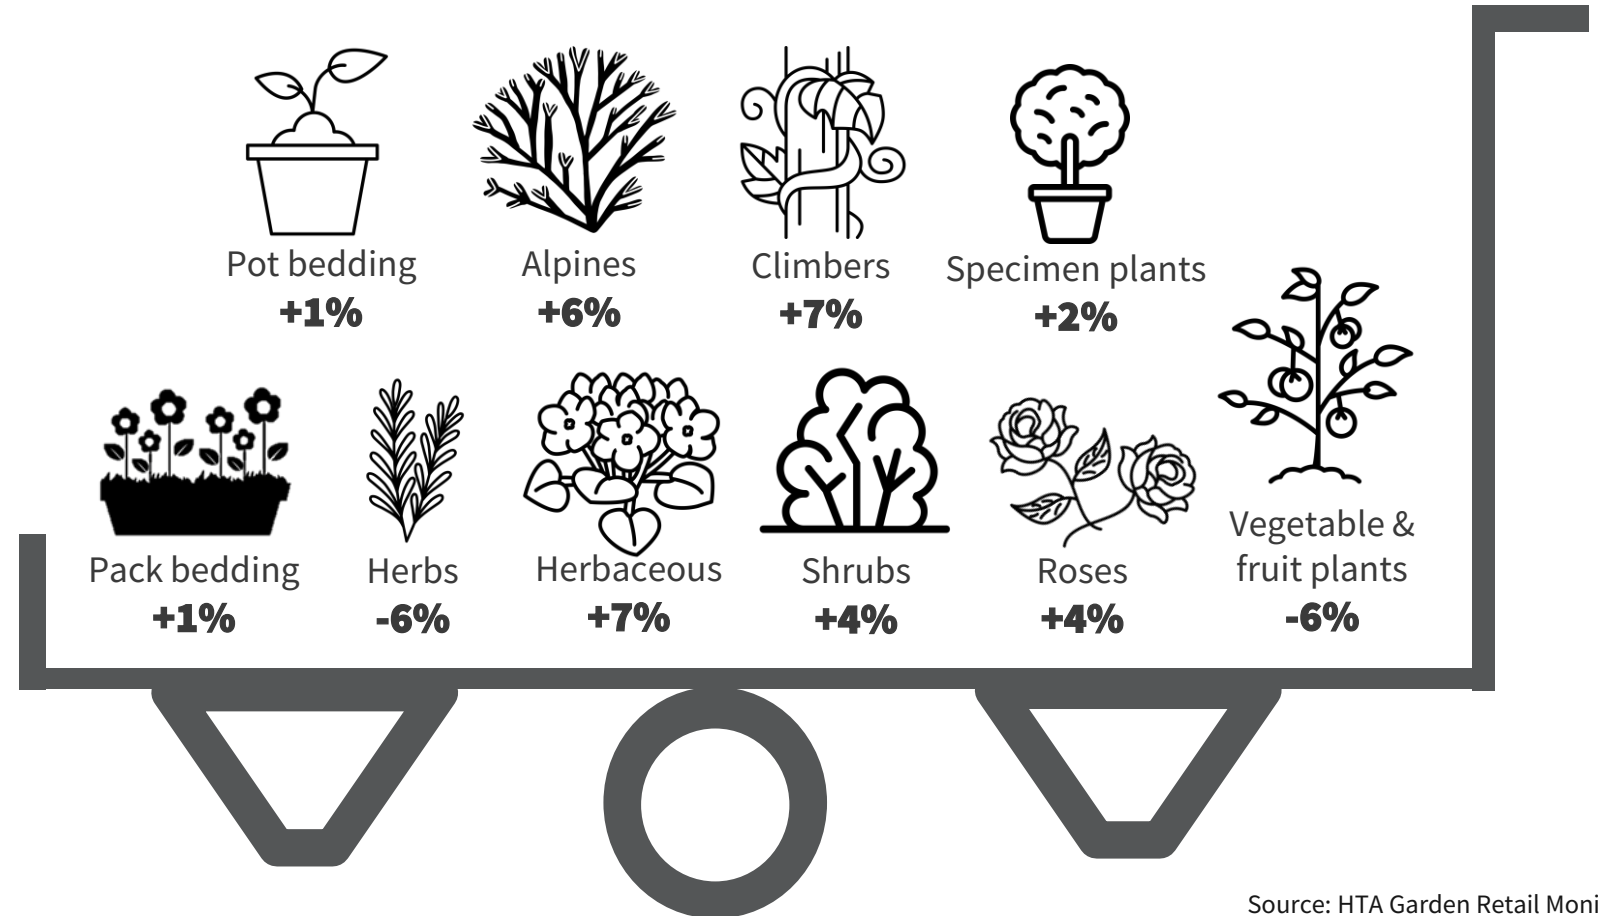 Pot bedding
+1%
Alpines
+6%
Climbers
+7%
Specimen plants
+2%
Pack bedding
+1%
Herbs
-6%
Herbaceous
+7%
Shrubs
+4%
Roses
+4%
Vegetable &
fruit plants
-6%
Source: HTA Garden Retail